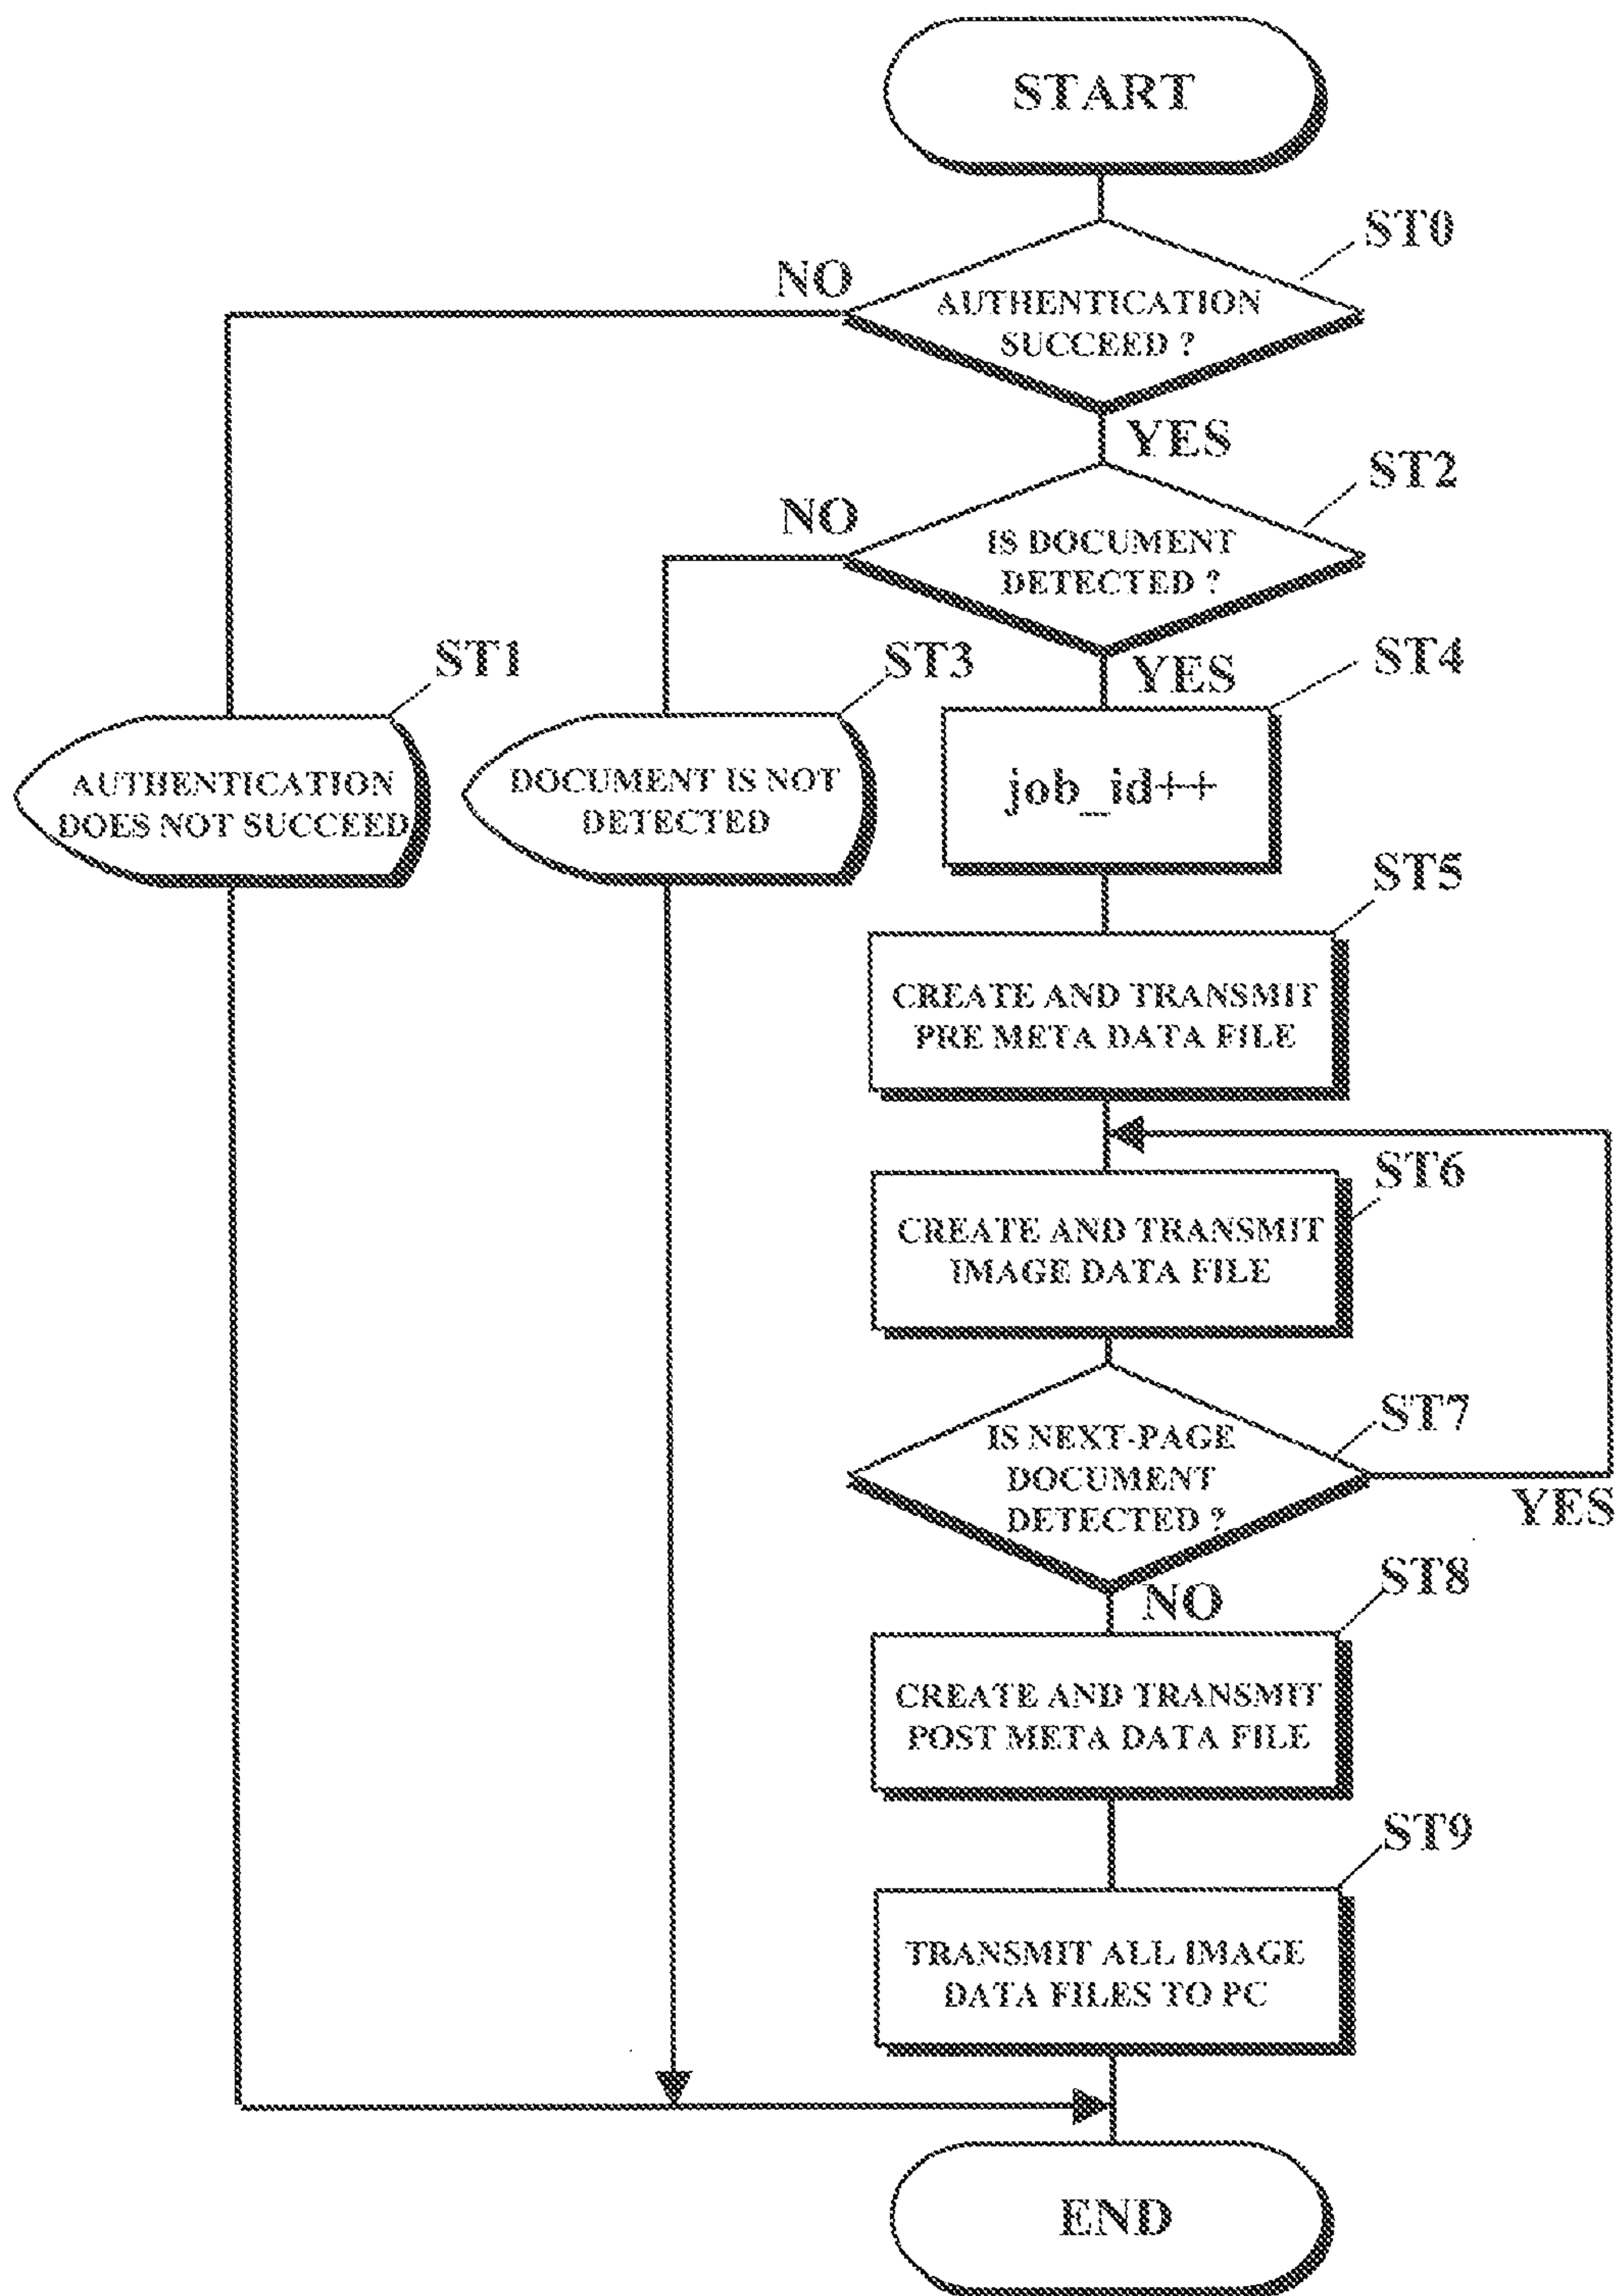 START
ST0
NO
AUTHENTICATION
SUCCEED ?
YES
ST2
NO
IS DOCUMENT
DETECTED ?
ST1
ST3
YES
ST4
AUTHENTICATION
DOES NOT SUCCEED
DOCUMENT IS NOT
DETECTED
job_id++
ST5
CREATE AND TRANSMIT
PRE META DATA FILE
ST6
CREATE AND TRANSMIT
IMAGE DATA FILE
ST7
IS NEXT-PAGE
DOCUMENT
DETECTED ?
YES
NO
ST8
CREATE AND TRANSMIT
POST META DATA FILE
ST9
TRANSMIT ALL IMAGE
DATA FILES TO PC
END